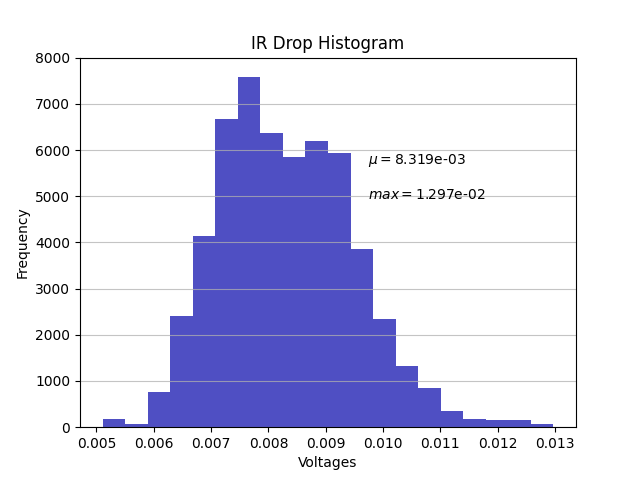 IR Drop Histogram
8000
7000
6000
5000
4000
3000
2000
1000
0
Frequency
μ = 8.319e-03
max = 1.297e-02
0.005 0.006 0.007 0.008 0.009 0.010 0.011 0.012 0.013
Voltages